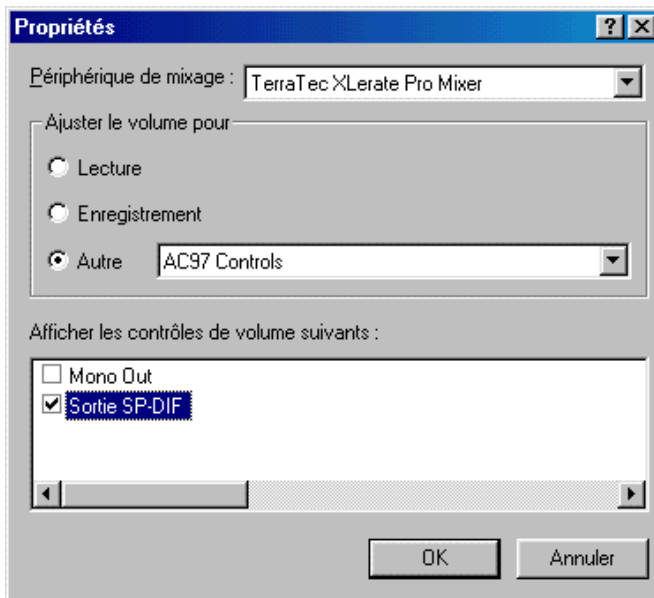 Propriétés
Périphérique de mixage : TerraTec XLerate Pro Mixer
Ajuster le volume pour
Lecture
Enregistrement
Autre AC97 Controls
Afficher les contrôles de volume suivants :
Mono Out
Sortie SP-DIF
OK Annuler